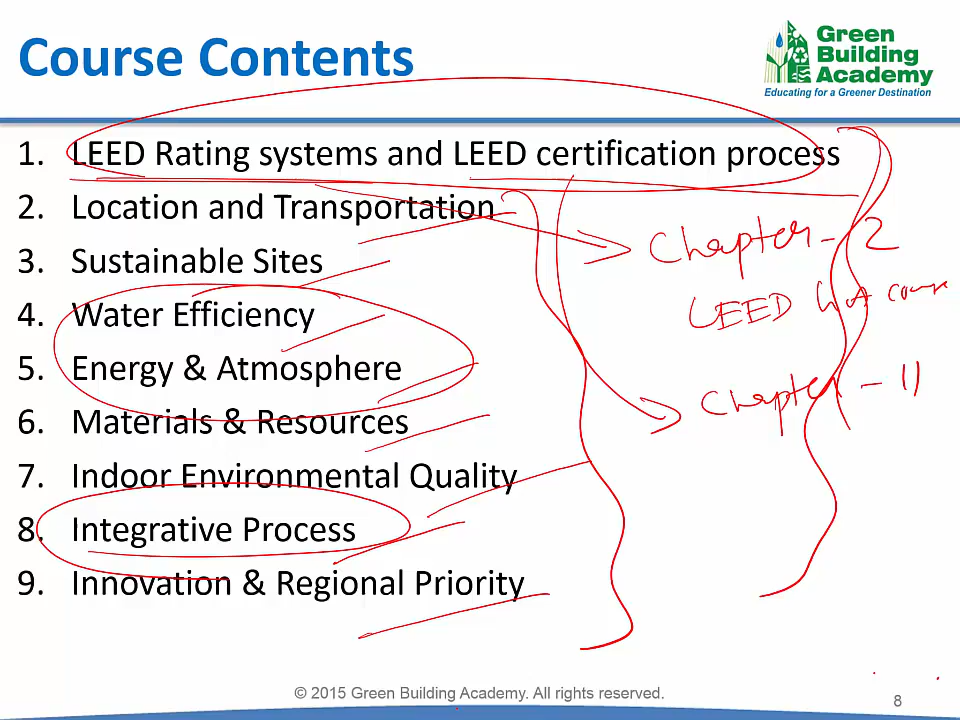 Course Contents
Green
Building
Academy
Educating for a Greener Destination
1. LEED Rating systems and LEED certification process
2. Location and Transportation
3. Sustainable Sites
4. Water Efficiency
5. Energy & Atmosphere
6. Materials & Resources
7. Indoor Environmental Quality
8. Integrative Process
9. Innovation & Regional Priority
Chapter - 2
LEED GA course
Chapter - 11
© 2015 Green Building Academy. All rights reserved.
8